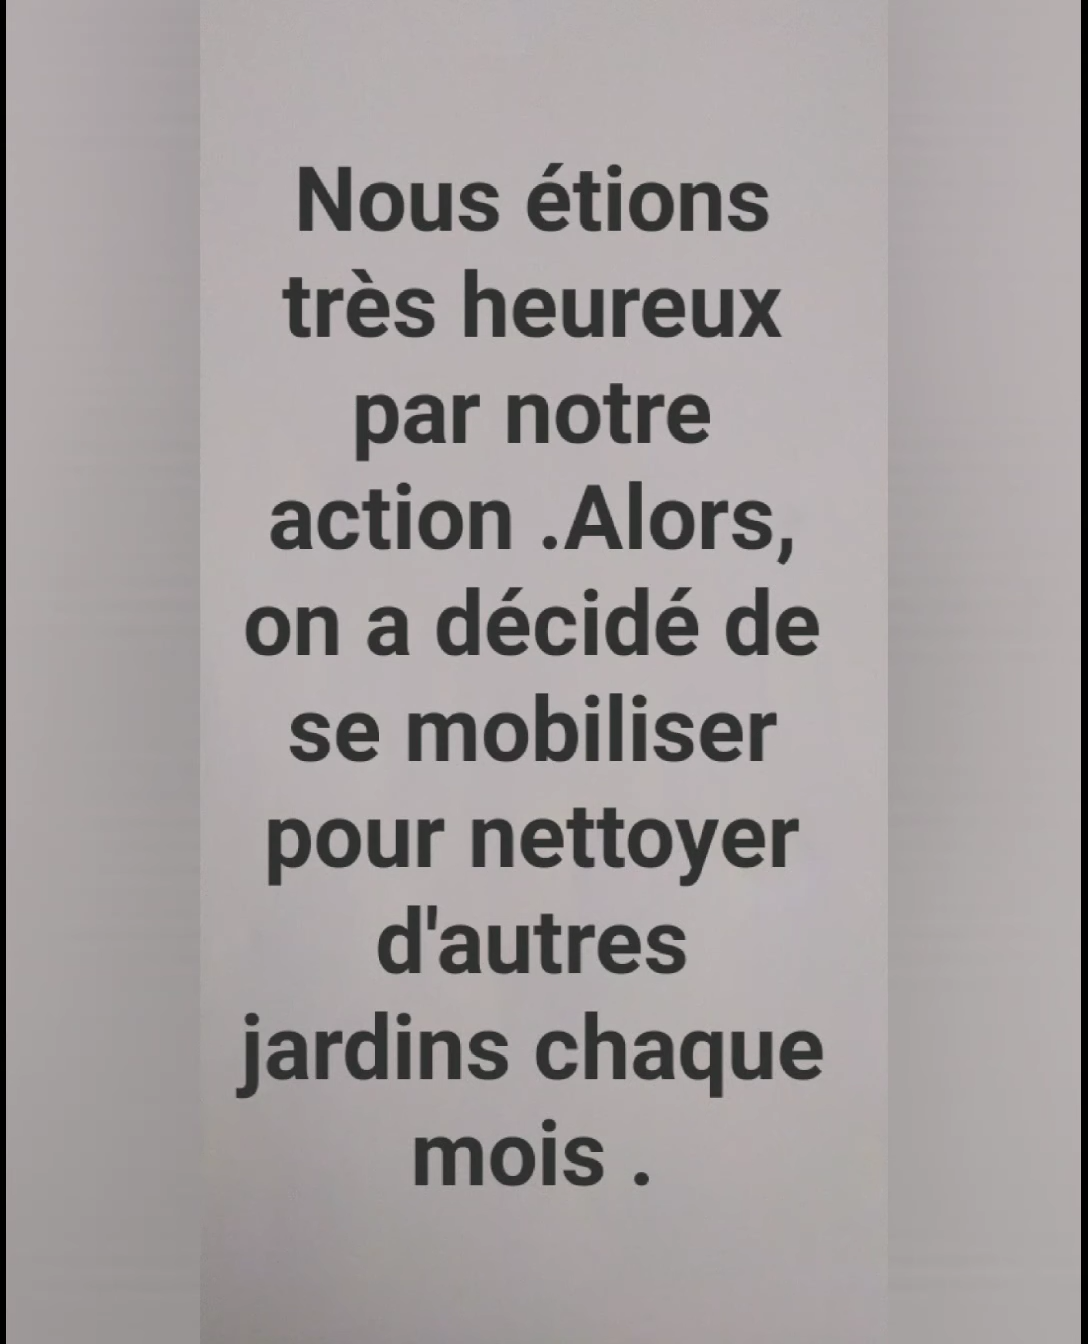 Nous étions
très heureux
par notre
action .Alors,
on a décidé de
se mobiliser
pour nettoyer
d'autres
jardins chaque
mois .